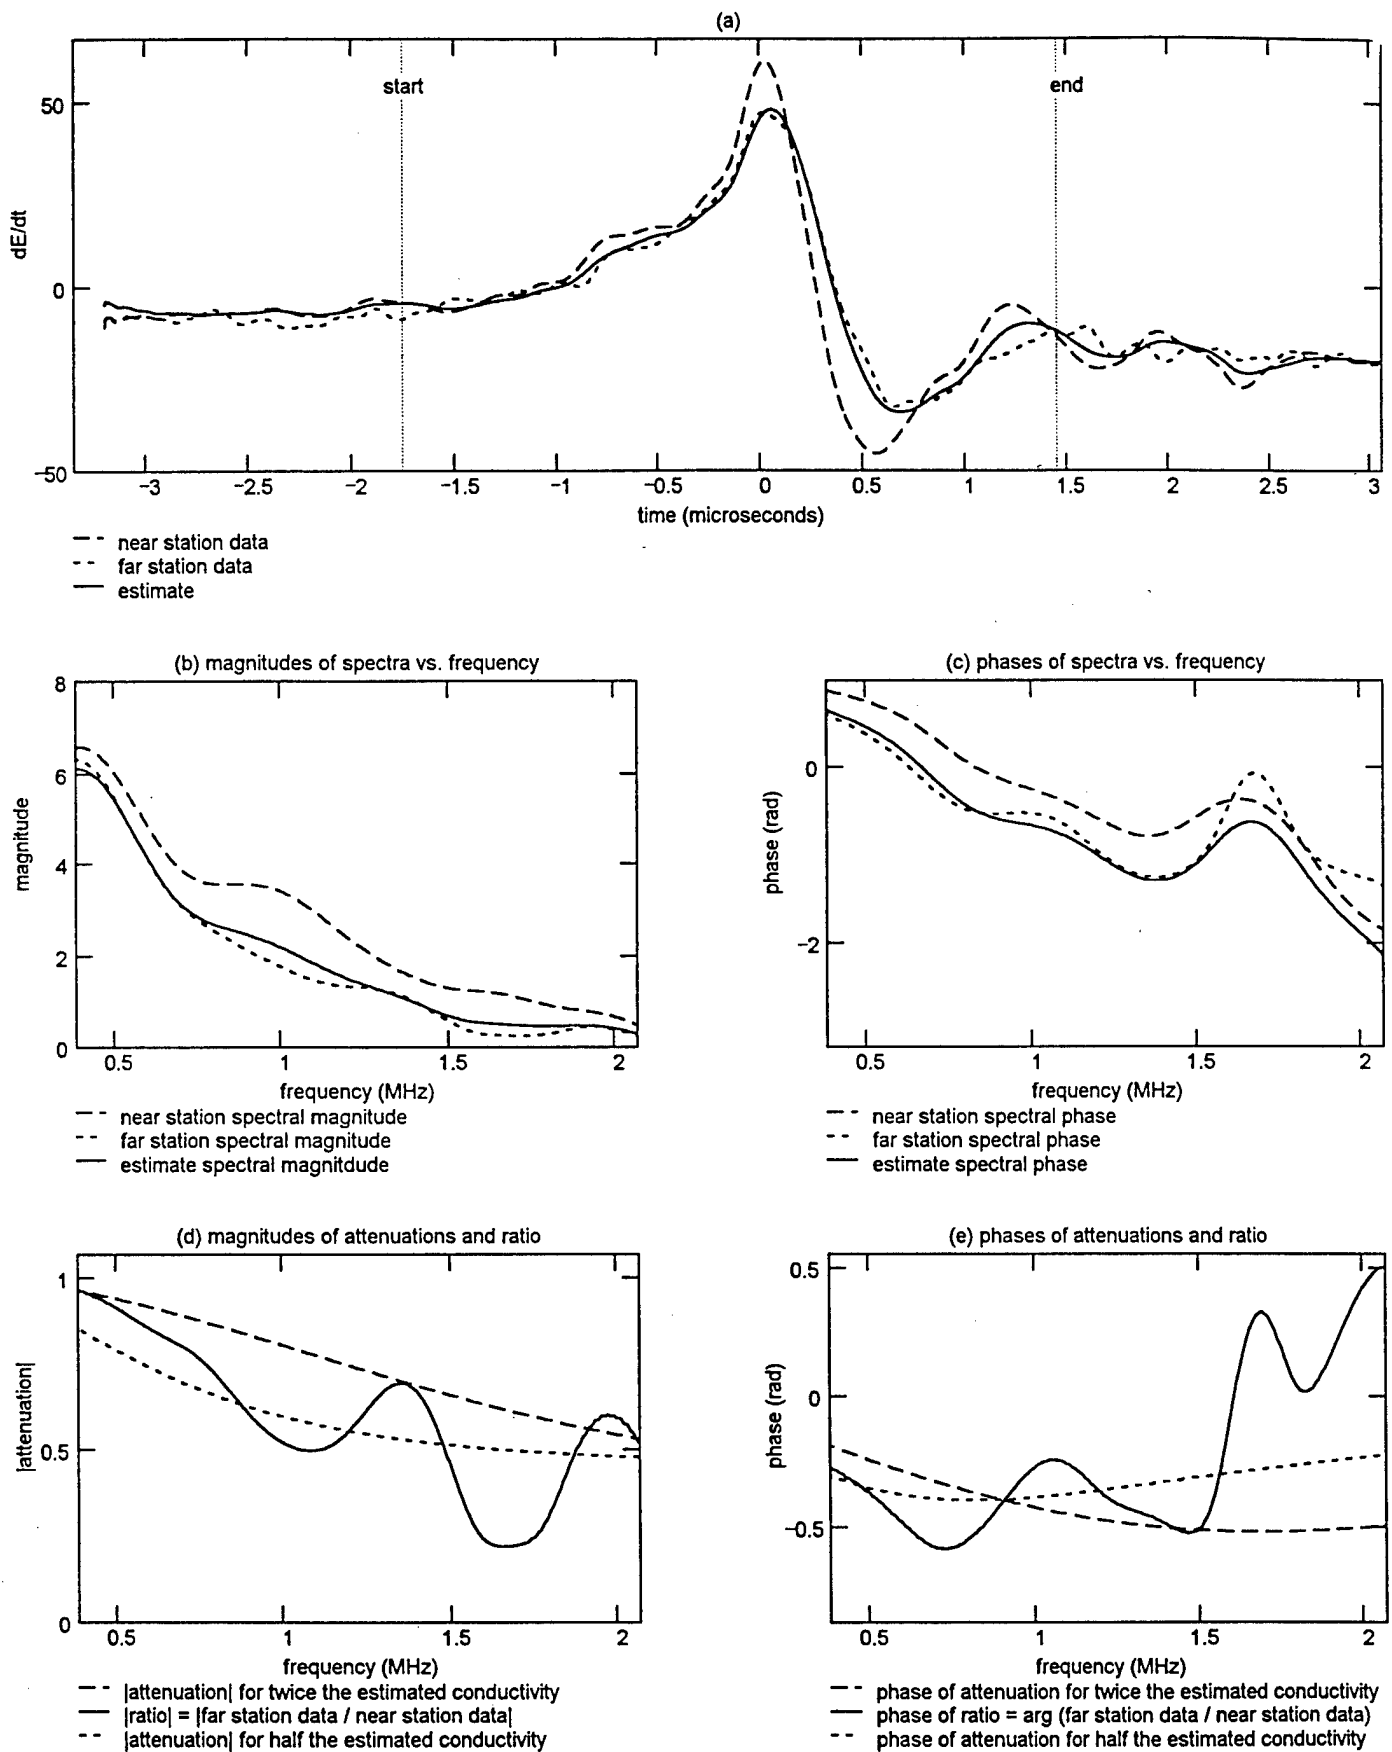 (a)
start
end
50
0
−50
dE/dt
−3
−2.5
−2
−1.5
−1
−0.5
0
0.5
1
1.5
2
2.5
3
time (microseconds)
near station data
far station data
estimate
(b) magnitudes of spectra vs. frequency
8
6
4
2
0
magnitude
0.5
1
1.5
2
frequency (MHz)
near station spectral magnitude
far station spectral magnitude
estimate spectral magnitdude
(c) phases of spectra vs. frequency
0
−2
phase (rad)
0.5
1
1.5
2
frequency (MHz)
near station spectral phase
far station spectral phase
estimate spectral phase
(d) magnitudes of attenuations and ratio
1
0.5
0
|attenuation|
0.5
1
1.5
2
frequency (MHz)
|attenuation| for twice the estimated conductivity
|ratio| = |far station data / near station data|
|attenuation| for half the estimated conductivity
(e) phases of attenuations and ratio
0.5
0
−0.5
phase (rad)
0.5
1
1.5
2
frequency (MHz)
phase of attenuation for twice the estimated conductivity
phase of ratio = arg (far station data / near station data)
phase of attenuation for half the estimated conductivity